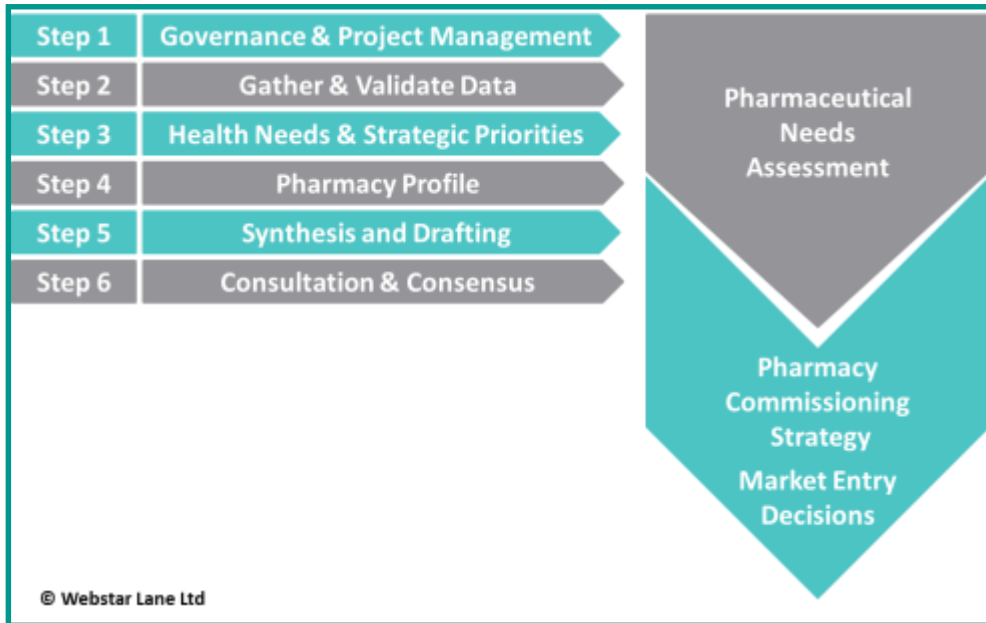 Step 1 Governance & Project Management
Step 2 Gather & Validate Data
Step 3 Health Needs & Strategic Priorities
Step 4 Pharmacy Profile
Step 5 Synthesis and Drafting
Step 6 Consultation & Consensus
Pharmaceutical
Needs
Assessment
Pharmacy
Commissioning
Strategy
Market Entry
Decisions
© Webstar Lane Ltd